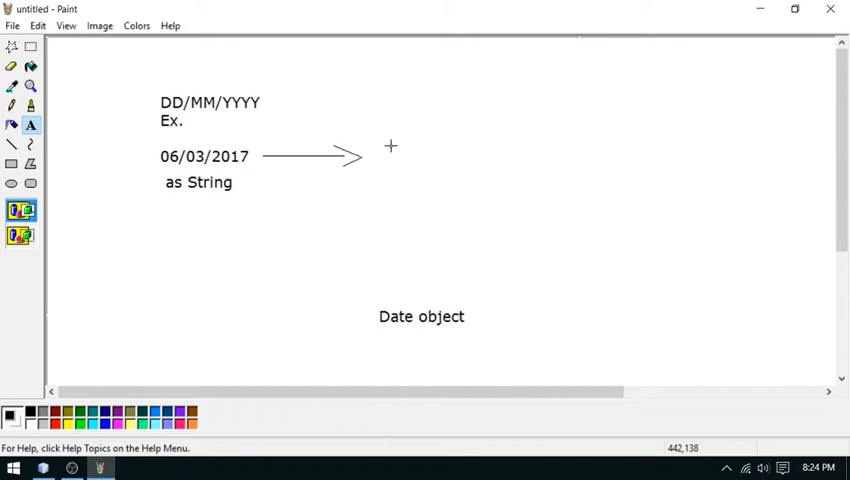 untitled - Paint
File Edit View Image Colors Help
DD/MM/YYYY
Ex.
06/03/2017
as String
Date object
A
For Help, click Help Topics on the Help Menu.
442,138
8:24 PM